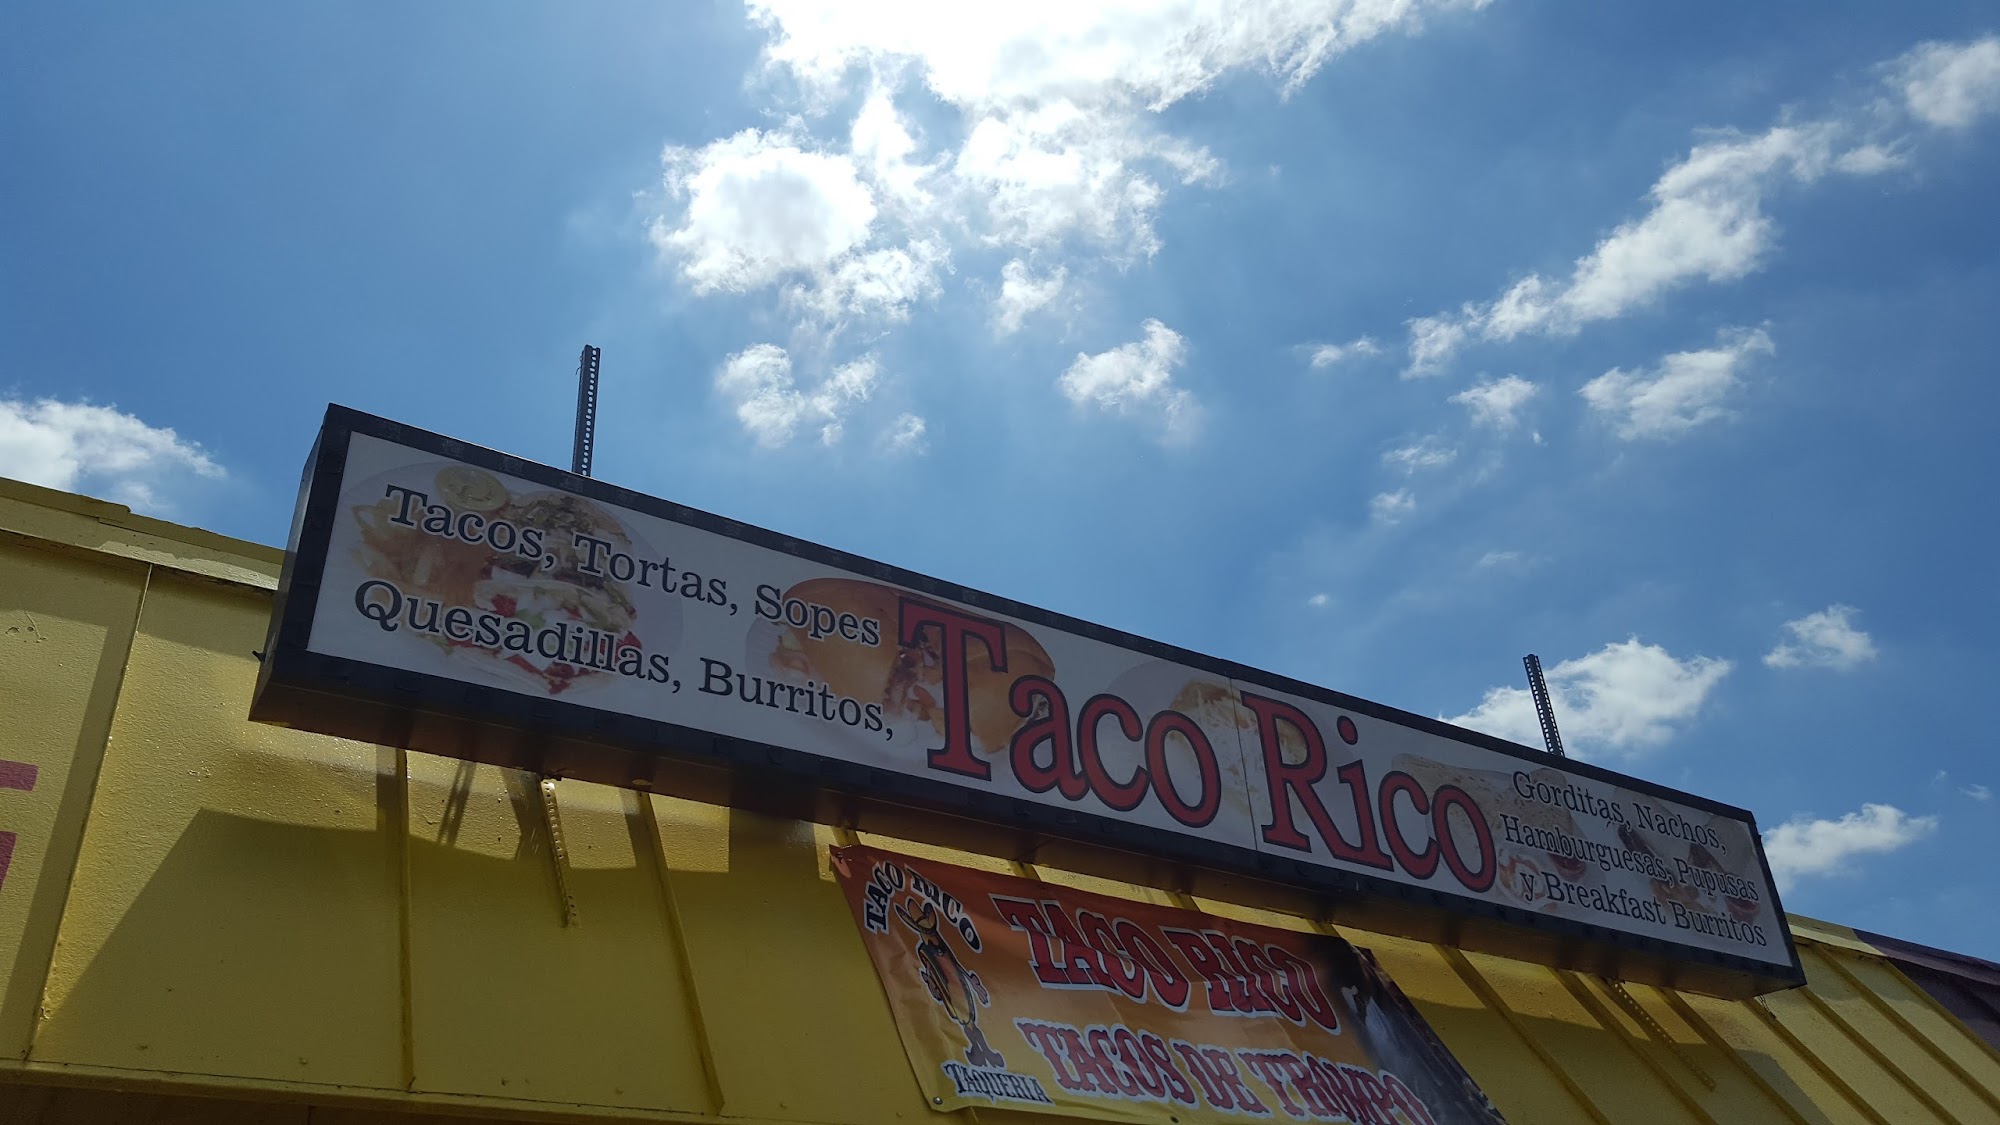 Tacos, Tortas, Sopes
Quesadillas, Burritos,
Taco Rico
Gorditas, Nachos,
Hamburguesas, Pupusas
y Breakfast Burritos
TACO RICO
TAQUERIA
TACO RICO
TACOS DE TROMPO